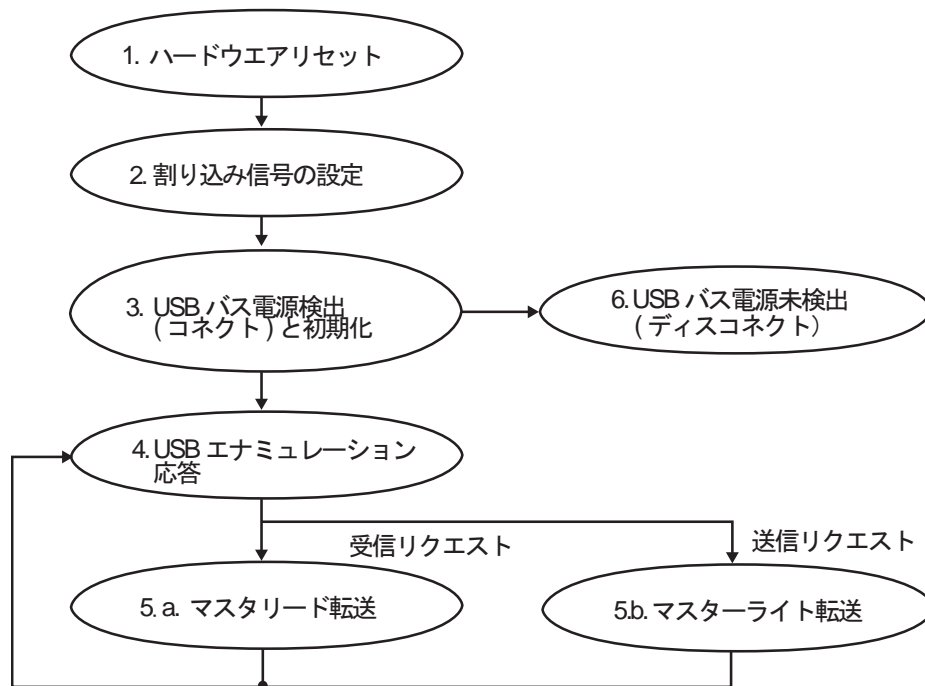 1. ハードウエアリセット
2. 割り込み信号の設定
3. USB バス電源検出
( コネクト ) と初期化
6. USB バス電源未検出
( ディスコネクト）
4. USB エナミュレーション
応答
受信リクエスト
送信リクエスト
5. a. マスタリード転送
5.b. マスターライト転送